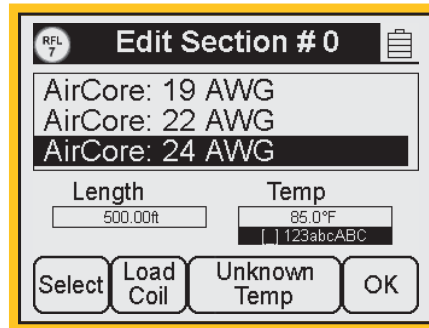 RFL
7
Edit Section # 0
AirCore: 19 AWG
AirCore: 22 AWG
AirCore: 24 AWG
Length
Temp
500.00ft
85.0°F
[_] 123abcABC
Select
Load
Coil
Unknown
Temp
OK